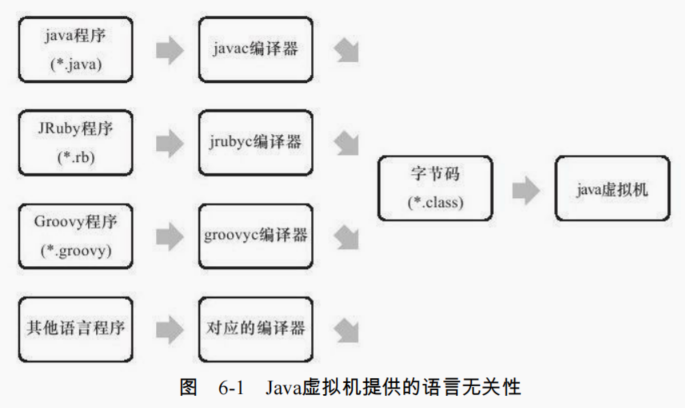 java程序
(*.java)
javac编译器
JRuby程序
(*.rb)
jrubyc编译器
字节码
(*.class)
java虚拟机
Groovy程序
(*.groovy)
groovyc编译器
其他语言程序
对应的编译器
图 6-1 Java虚拟机提供的语言无关性